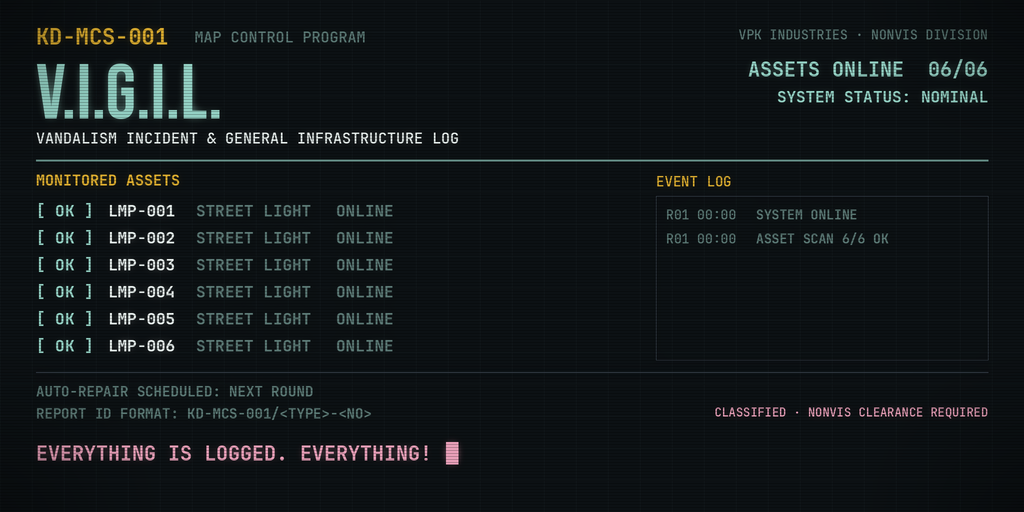 KD-MCS-001 MAP CONTROL PROGRAM
V.I.G.I.L.
VANDALISM INCIDENT & GENERAL INFRASTRUCTURE LOG
VPK INDUSTRIES · NONVIS DIVISION
ASSETS ONLINE 06/06
SYSTEM STATUS: NOMINAL
MONITORED ASSETS
[ OK ] LMP-001 STREET LIGHT ONLINE
[ OK ] LMP-002 STREET LIGHT ONLINE
[ OK ] LMP-003 STREET LIGHT ONLINE
[ OK ] LMP-004 STREET LIGHT ONLINE
[ OK ] LMP-005 STREET LIGHT ONLINE
[ OK ] LMP-006 STREET LIGHT ONLINE
EVENT LOG
R01 00:00 SYSTEM ONLINE
R01 00:00 ASSET SCAN 6/6 OK
AUTO-REPAIR SCHEDULED: NEXT ROUND
REPORT ID FORMAT: KD-MCS-001/<TYPE>-<NO>
CLASSIFIED · NONVIS CLEARANCE REQUIRED
EVERYTHING IS LOGGED. EVERYTHING!